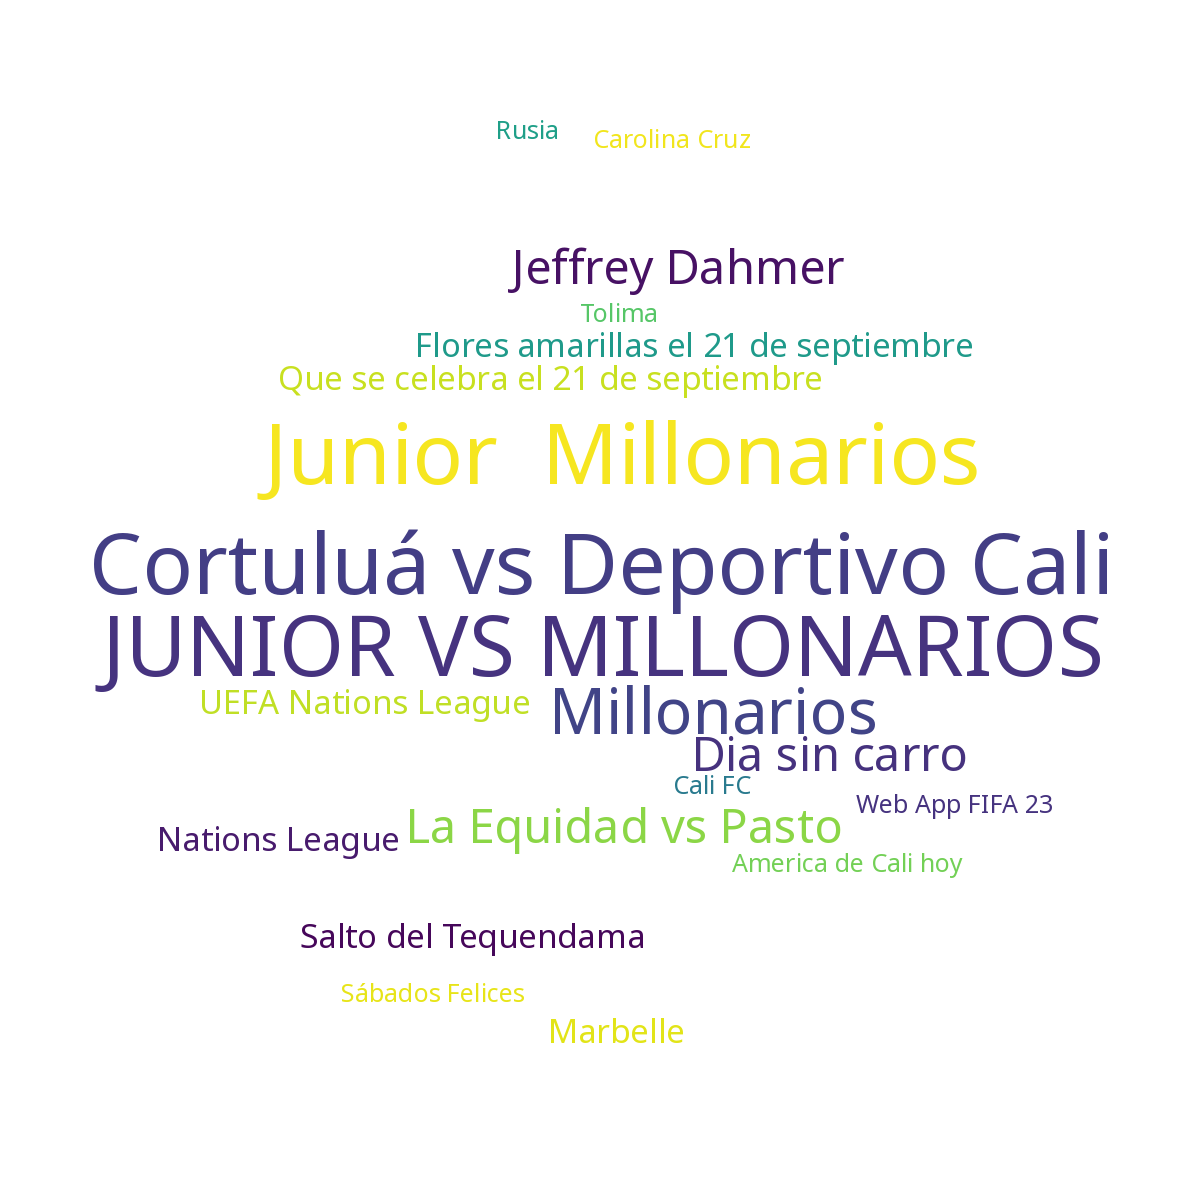 Rusia
Carolina Cruz
Jeffrey Dahmer
Tolima
Flores amarillas el 21 de septiembre
Que se celebra el 21 de septiembre
Junior  Millonarios
Cortuluá vs Deportivo Cali
JUNIOR VS MILLONARIOS
UEFA Nations League
Millonarios
Dia sin carro
Cali FC
Web App FIFA 23
La Equidad vs Pasto
Nations League
America de Cali hoy
Salto del Tequendama
Sábados Felices
Marbelle